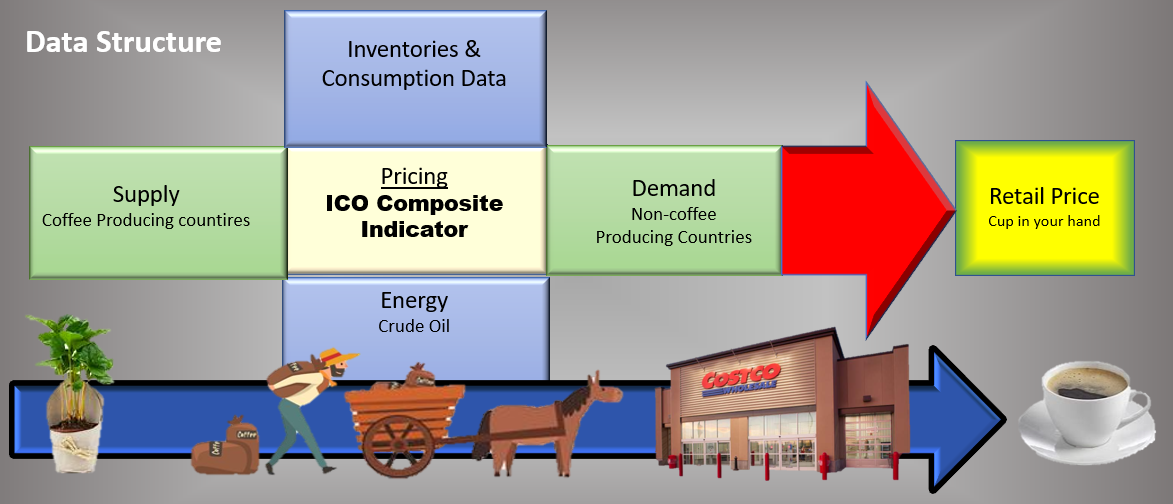 Data Structure
Inventories &
Consumption Data
Supply
Coffee Producing countires
Pricing
ICO Composite
Indicator
Demand
Non-coffee
Producing Countries
Retail Price
Cup in your hand
Energy
Crude Oil
Coffee
Coffee
COSTCO
WHOLESALE